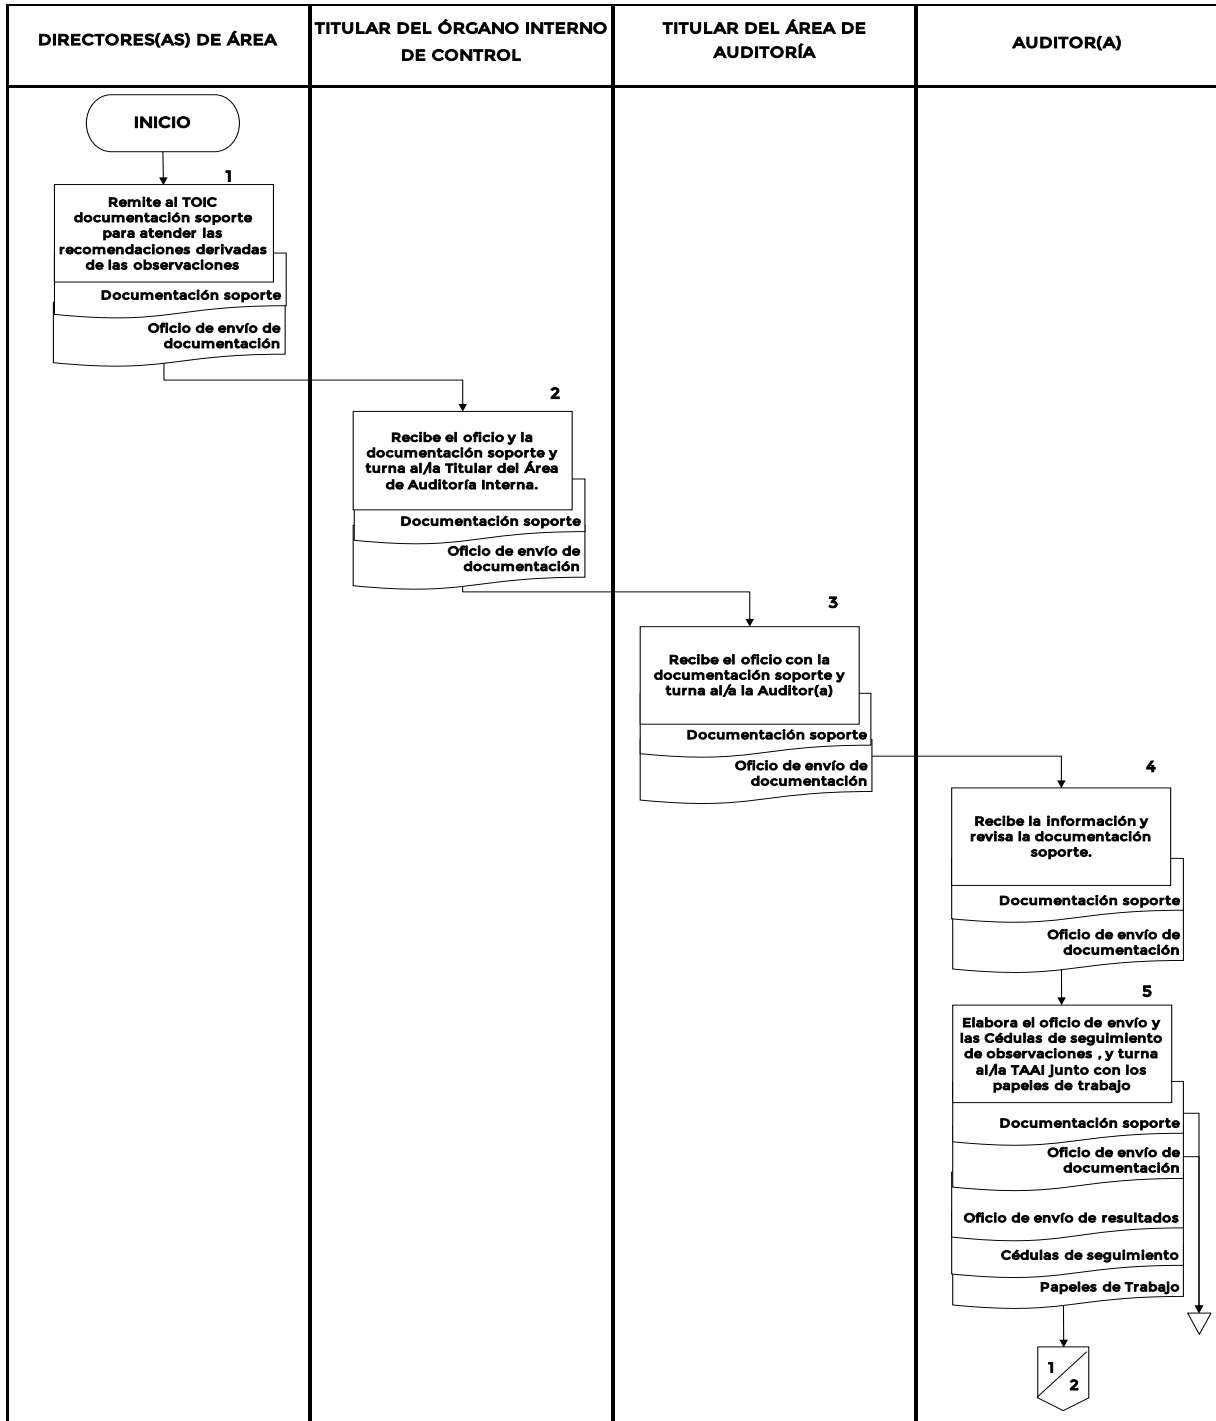 DIRECTORES(AS) DE ÁREA
TITULAR DEL ÓRGANO INTERNO
DE CONTROL
TITULAR DEL ÁREA DE
AUDITORÍA
AUDITOR(A)
INICIO
1
Remite al TOIC
documentación soporte
para atender las
recomendaciones derivadas
de las observaciones
Documentación soporte
Oficio de envío de
documentación
2
Recibe el oficio y la
documentación soporte y
turna al/la Titular del Área
de Auditoría Interna.
Documentación soporte
Oficio de envío de
documentación
3
Recibe el oficio con la
documentación soporte y
turna al/a la Auditor(a)
Documentación soporte
Oficio de envío de
documentación
4
Recibe la información y
revisa la documentación
soporte.
Documentación soporte
Oficio de envío de
documentación
5
Elabora el oficio de envío y
las Cédulas de seguimiento
de observaciones , y turna
al/la TAAI junto con los
papeles de trabajo
Documentación soporte
Oficio de envío de
documentación
Oficio de envío de resultados
Cédulas de seguimiento
Papeles de Trabajo
1
2